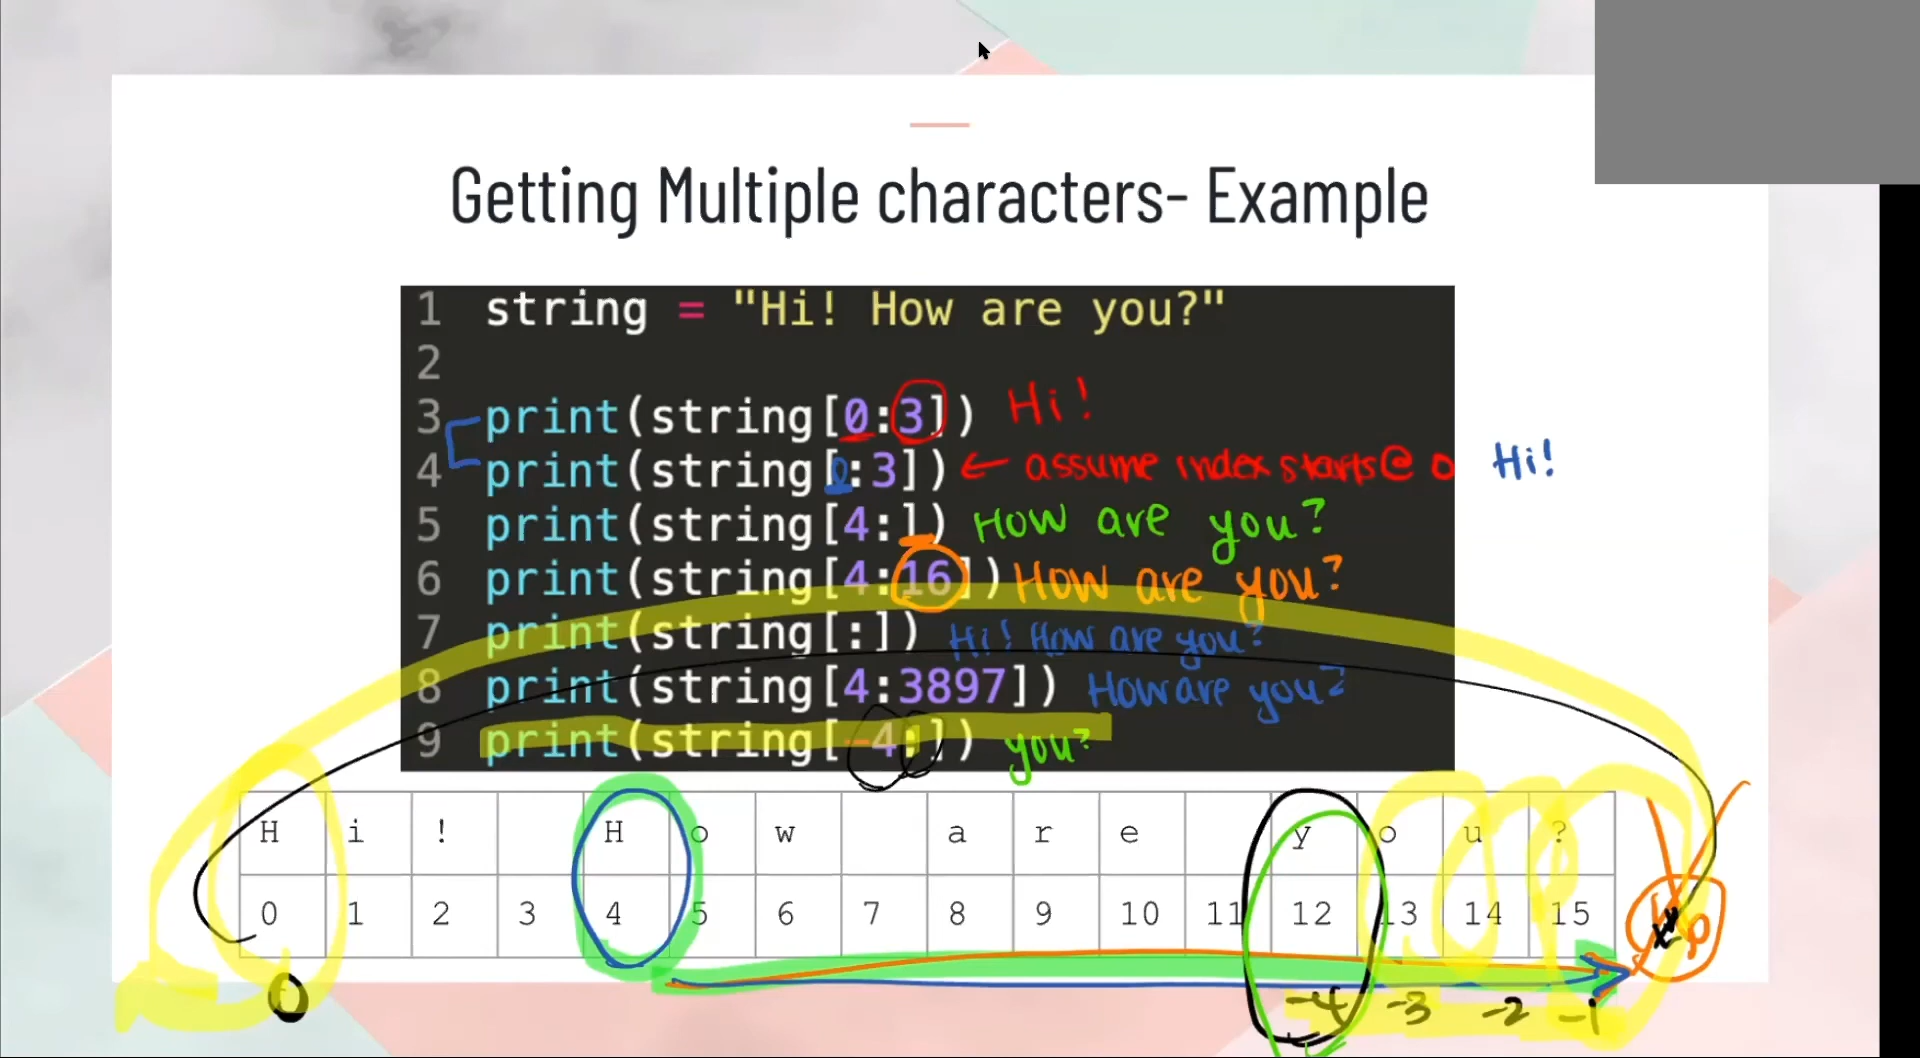 Getting Multiple characters- Example
1 string = "Hi! How are you?"
2
3 print(string[0:3]) Hi!
4 print(string[0:3]) ← assume index starts @ 0 Hi!
5 print(string[4:]) How are you?
6 print(string[4:16]) How are you?
7 print(string[:]) Hi! How are you?
8 print(string[4:3897]) How are you?
9 print(string[-4:]) you?
H i ! H o w a r e y o u ?
0 1 2 3 4 5 6 7 8 9 10 11 12 13 14 15
0 -4 -3 -2 -1